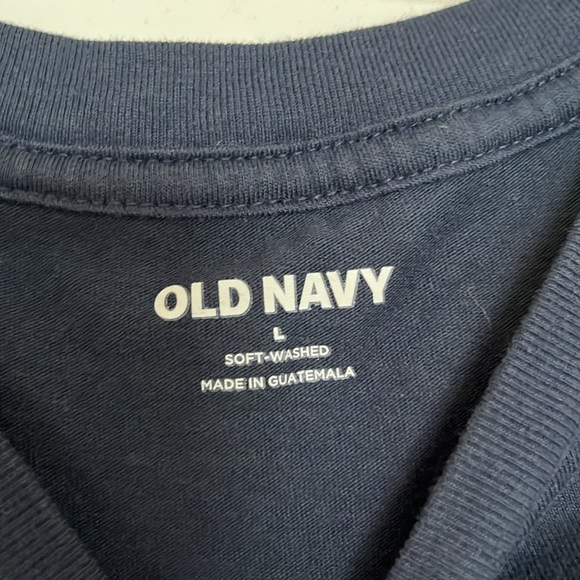 OLD NAVY
L
SOFT-WASHED
MADE IN GUATEMALA